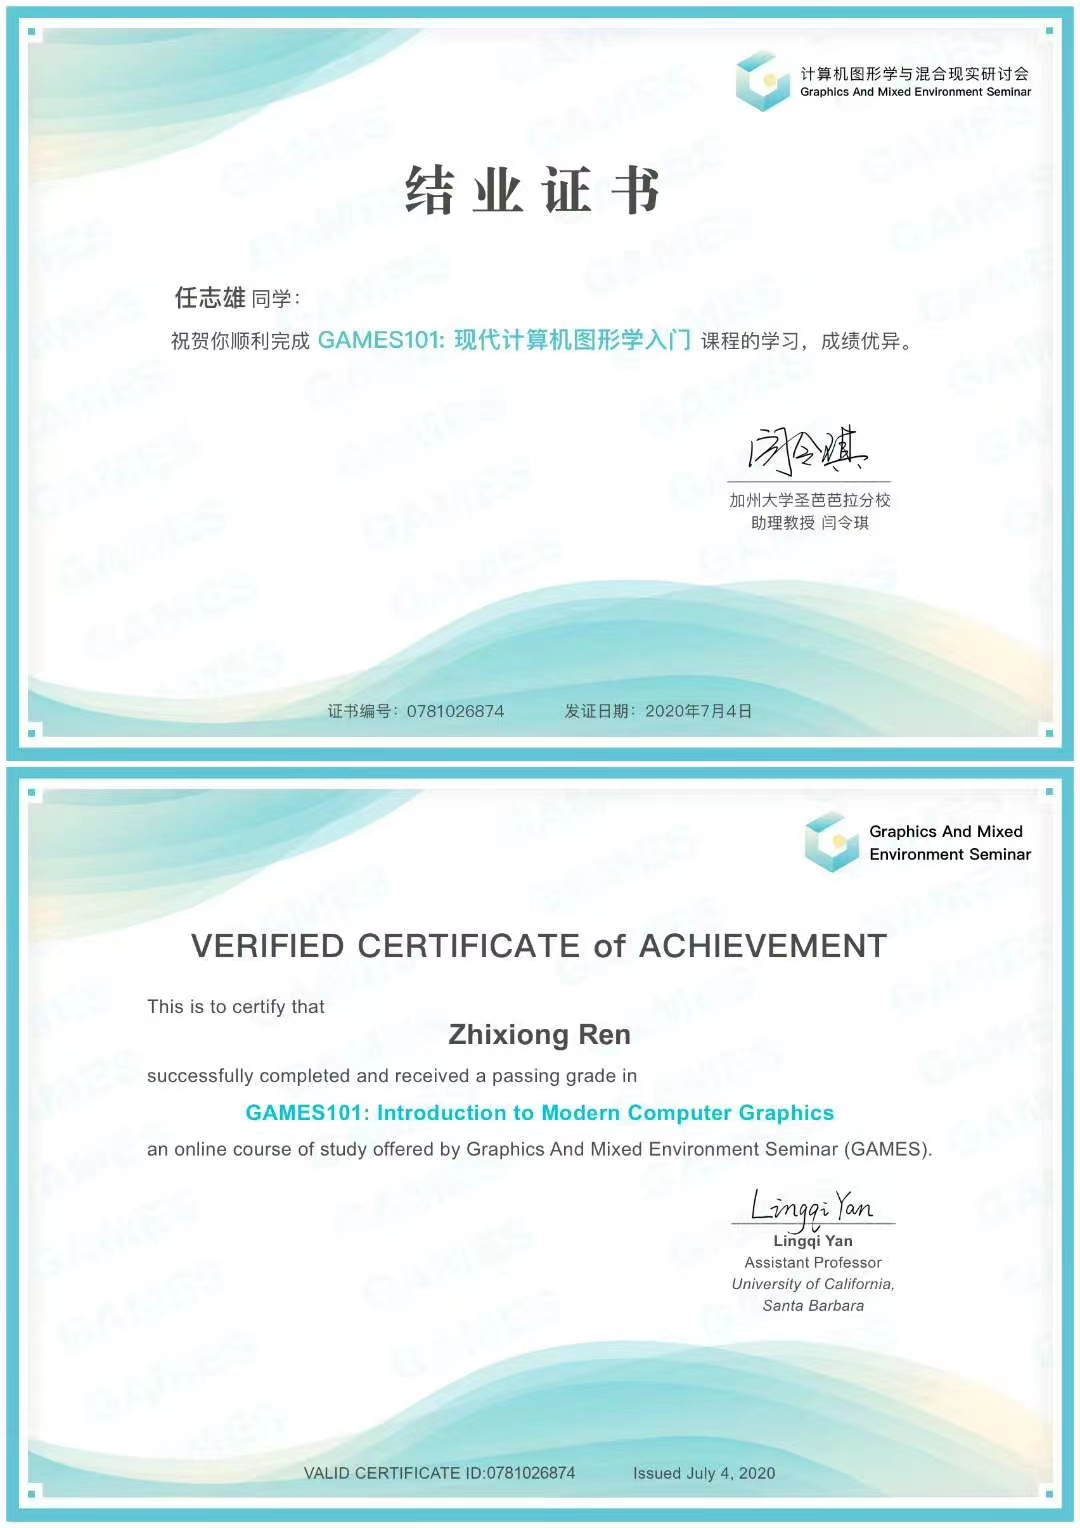 计算机图形学与混合现实研讨会
Graphics And Mixed Environment Seminar
结业证书
任志雄 同学：
祝贺你顺利完成 GAMES101: 现代计算机图形学入门 课程的学习，成绩优异。
闫令琪
加州大学圣芭芭拉分校
助理教授 闫令琪
证书编号：0781026874 发证日期：2020年7月4日
Graphics And Mixed
Environment Seminar
VERIFIED CERTIFICATE of ACHIEVEMENT
This is to certify that
Zhixiong Ren
successfully completed and received a passing grade in
GAMES101: Introduction to Modern Computer Graphics
an online course of study offered by Graphics And Mixed Environment Seminar (GAMES).
Lingqi Yan
Lingqi Yan
Assistant Professor
University of California,
Santa Barbara
VALID CERTIFICATE ID:0781026874 Issued July 4, 2020